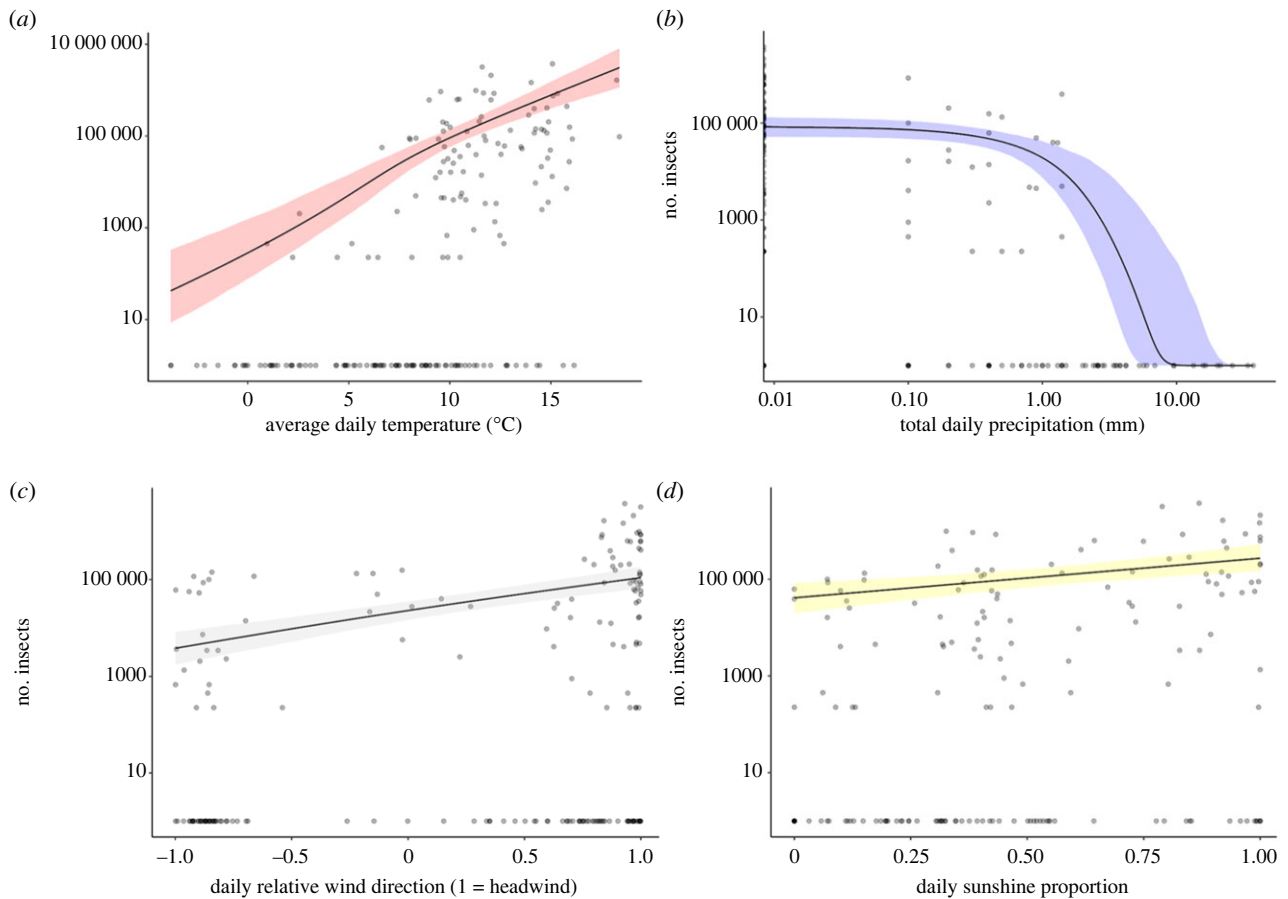 (a)
10 000 000
100 000
1000
10
0
5
10
15
average daily temperature (°C)
(b)
no. insects
100 000
1000
10
0.01
0.10
1.00
10.00
total daily precipitation (mm)
(c)
no. insects
100 000
1000
10
–1.0
–0.5
0
0.5
1.0
daily relative wind direction (1 = headwind)
(d)
no. insects
100 000
1000
10
0
0.25
0.50
0.75
1.00
daily sunshine proportion